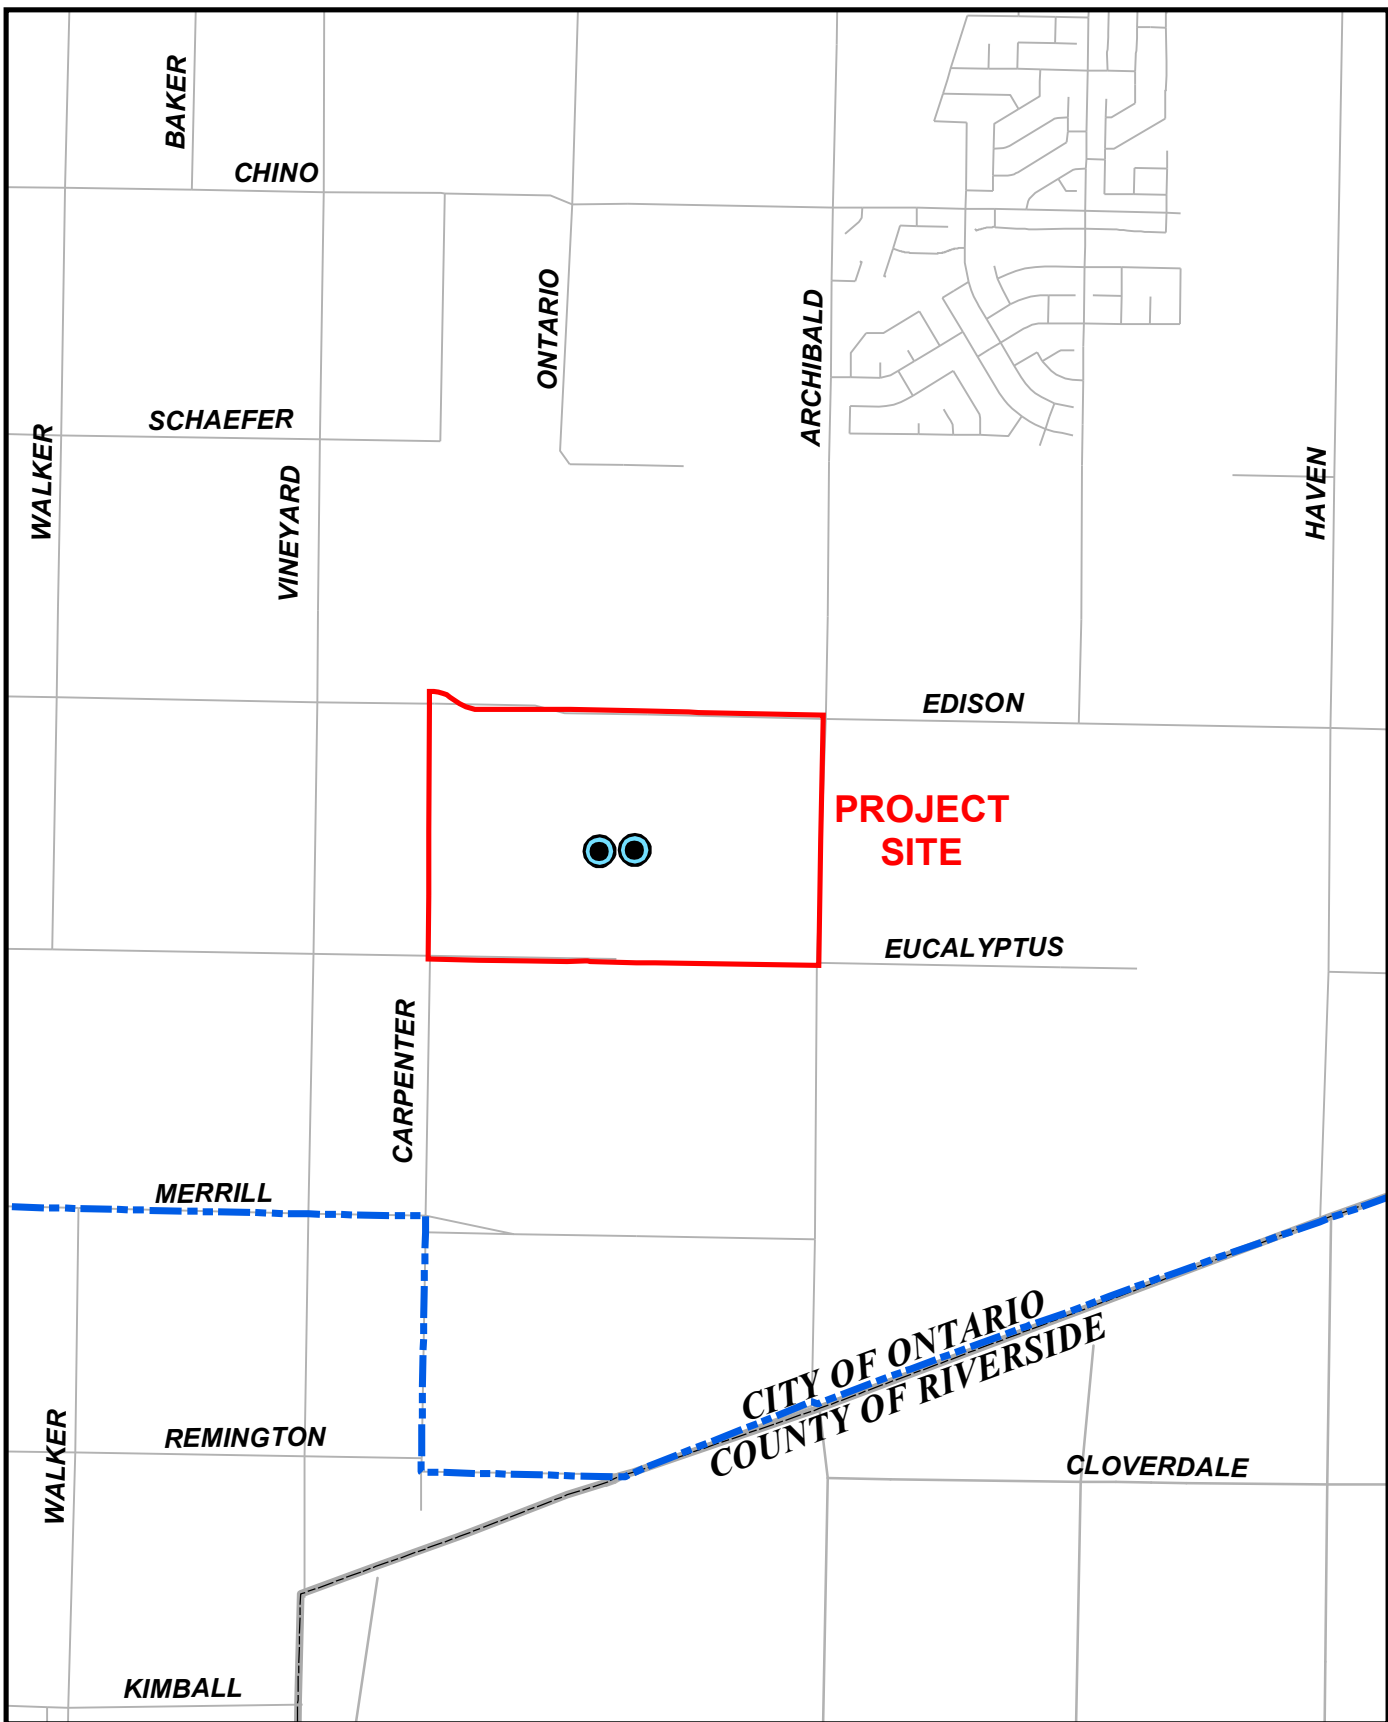 BAKER
CHINO
ONTARIO
ARCHIBALD
SCHAEFER
WALKER
VINEYARD
HAVEN
EDISON
PROJECT
SITE
EUCALYPTUS
CARPENTER
MERRILL
CITY OF ONTARIO
COUNTY OF RIVERSIDE
WALKER
REMINGTON
CLOVERDALE
KIMBALL